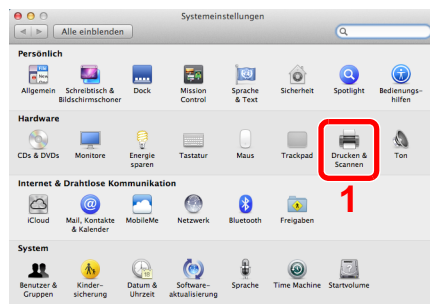 Systemeinstellungen
Alle einblenden
Persönlich
Allgemein Schreibtisch & Bildschirmschoner Dock Mission Control Sprache & Text Sicherheit Spotlight Bedienungs-hilfen
Hardware
CDs & DVDs Monitore Energie sparen Tastatur Maus Trackpad Drucken & Scannen Ton
1
Internet & Drahtlose Kommunikation
iCloud Mail, Kontakte & Kalender MobileMe Netzwerk Bluetooth Freigaben
System
Benutzer & Gruppen Kinder-sicherung Datum & Uhrzeit Software-aktualisierung Sprache Time Machine Startvolume